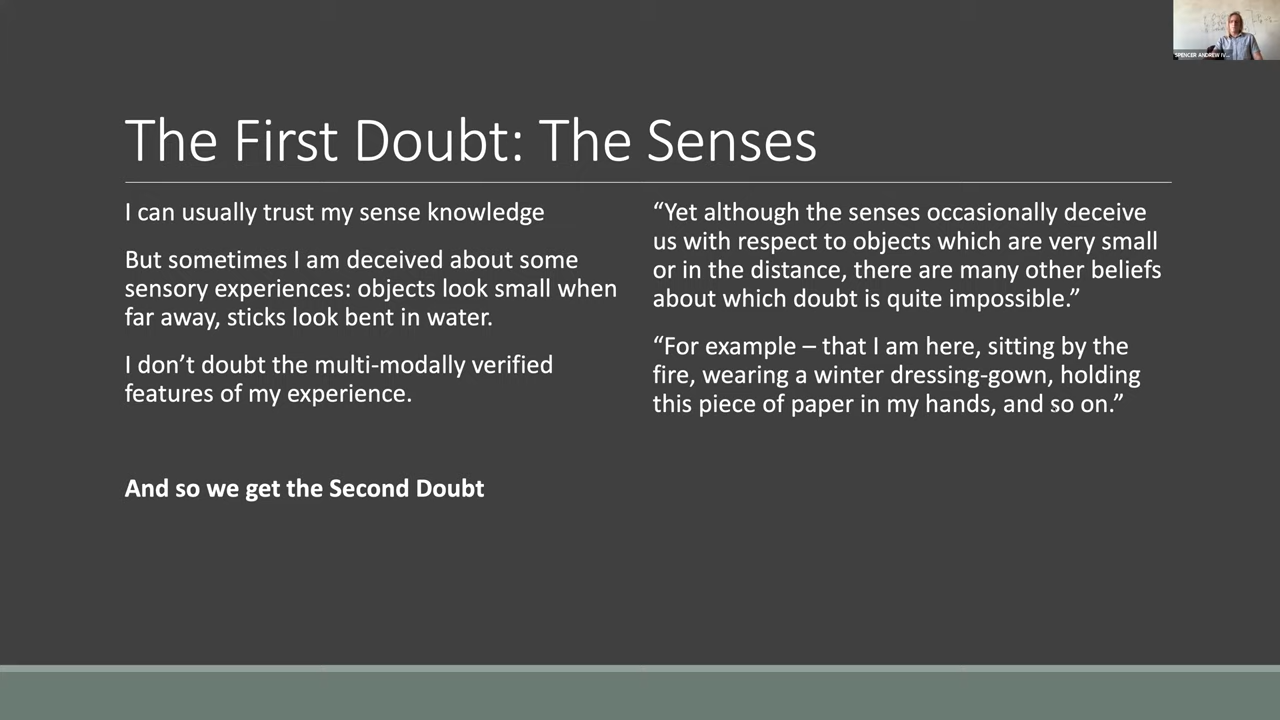 The First Doubt: The Senses
I can usually trust my sense knowledge
But sometimes I am deceived about some
sensory experiences: objects look small when
far away, sticks look bent in water.
I don’t doubt the multi-modally verified
features of my experience.
And so we get the Second Doubt
“Yet although the senses occasionally deceive
us with respect to objects which are very small
or in the distance, there are many other beliefs
about which doubt is quite impossible.”
“For example – that I am here, sitting by the
fire, wearing a winter dressing-gown, holding
this piece of paper in my hands, and so on.”
SPENCER ANDREW IV...